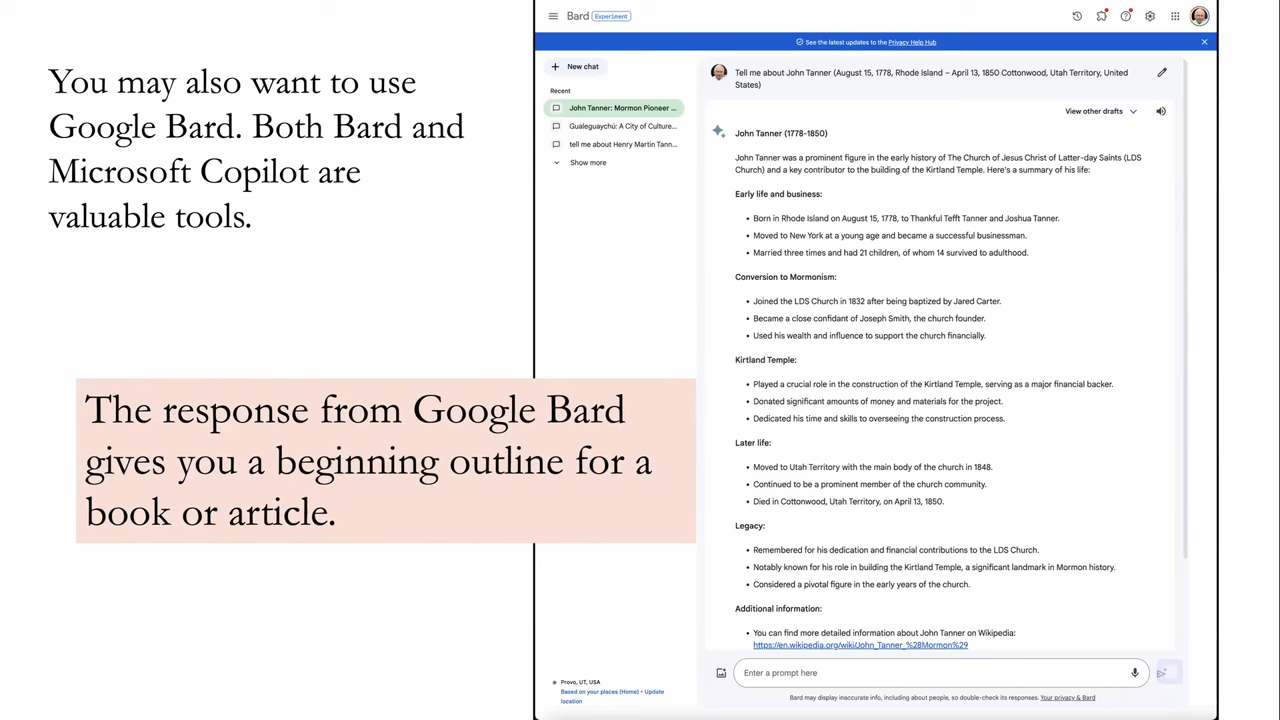 You may also want to use
Google Bard. Both Bard and
Microsoft Copilot are
valuable tools.
The response from Google Bard
gives you a beginning outline for a
book or article.
Bard Experiment
See the latest updates to the Privacy Help Hub
New chat
Recent
John Tanner: Mormon Pioneer ...
Gualeguaychú: A City of Culture...
tell me about Henry Martin Tann...
Show more
Provo, UT, USA
Based on your places (Home) • Update
location
Tell me about John Tanner (August 15, 1778, Rhode Island – April 13, 1850 Cottonwood, Utah Territory, United
States)
View other drafts
John Tanner (1778-1850)
John Tanner was a prominent figure in the early history of The Church of Jesus Christ of Latter-day Saints (LDS
Church) and a key contributor to the building of the Kirtland Temple. Here's a summary of his life:
Early life and business:
• Born in Rhode Island on August 15, 1778, to Thankful Tefft Tanner and Joshua Tanner.
• Moved to New York at a young age and became a successful businessman.
• Married three times and had 21 children, of whom 14 survived to adulthood.
Conversion to Mormonism:
• Joined the LDS Church in 1832 after being baptized by Jared Carter.
• Became a close confidant of Joseph Smith, the church founder.
• Used his wealth and influence to support the church financially.
Kirtland Temple:
• Played a crucial role in the construction of the Kirtland Temple, serving as a major financial backer.
• Donated significant amounts of money and materials for the project.
• Dedicated his time and skills to overseeing the construction process.
Later life:
• Moved to Utah Territory with the main body of the church in 1848.
• Continued to be a prominent member of the church community.
• Died in Cottonwood, Utah Territory, on April 13, 1850.
Legacy:
• Remembered for his dedication and financial contributions to the LDS Church.
• Notably known for his role in building the Kirtland Temple, a significant landmark in Mormon history.
• Considered a pivotal figure in the early years of the church.
Additional information:
• You can find more detailed information about John Tanner on Wikipedia:
https://en.wikipedia.org/wiki/John_Tanner_%28Mormon%29
Enter a prompt here
Bard may display inaccurate info, including about people, so double-check its responses. Your privacy & Bard